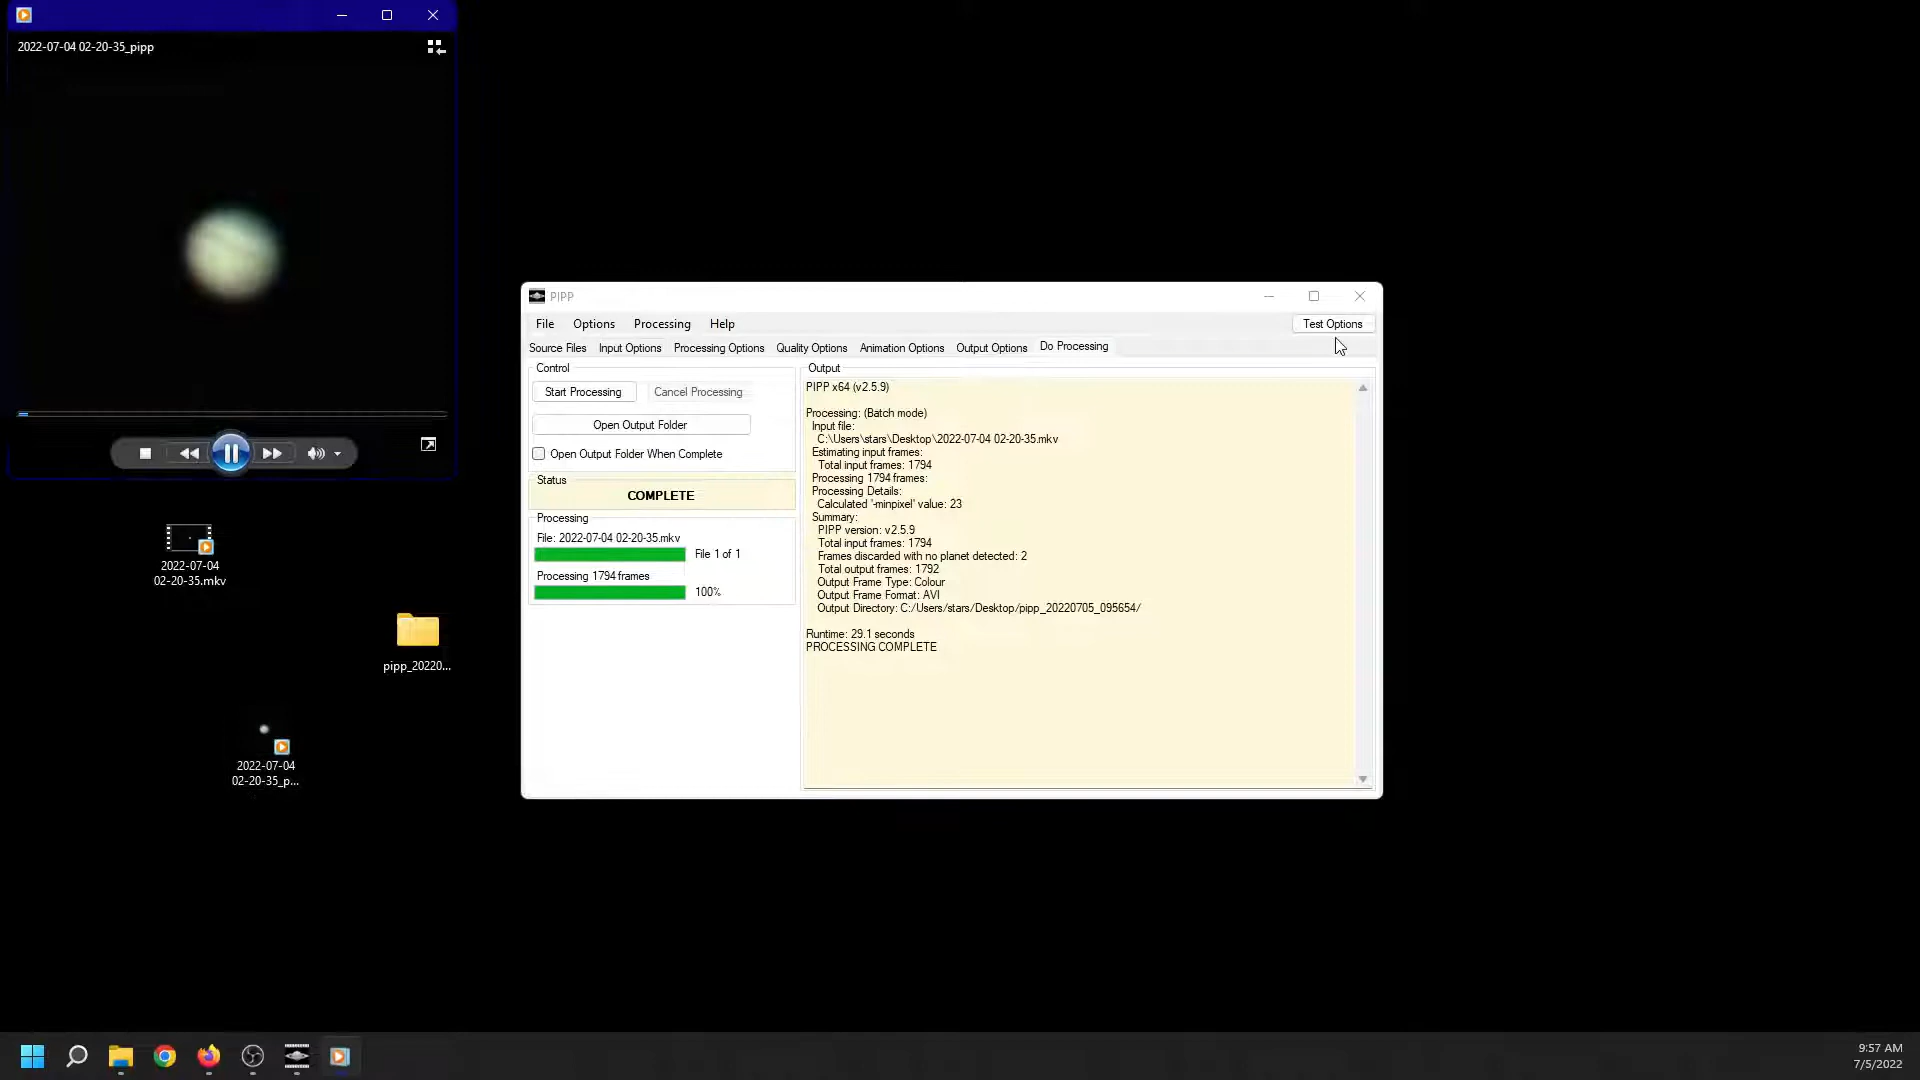 2022-07-04 02-20-35_pipp
2022-07-04
02-20-35.mkv
pipp_20220...
2022-07-04
02-20-35_p...
PIPP
File
Options
Processing
Help
Test Options
Source Files
Input Options
Processing Options
Quality Options
Animation Options
Output Options
Do Processing
Control
Start Processing
Cancel Processing
Open Output Folder
Open Output Folder When Complete
Status
COMPLETE
Processing
File: 2022-07-04 02-20-35.mkv
File 1 of 1
Processing 1794 frames
100%
Output
PIPP x64 (v2.5.9)
Processing: (Batch mode)
Input file:
C:\Users\stars\Desktop\2022-07-04 02-20-35.mkv
Estimating input frames:
Total input frames: 1794
Processing 1794 frames:
Processing Details:
Calculated '-minpixel' value: 23
Summary:
PIPP version: v2.5.9
Total input frames: 1794
Frames discarded with no planet detected: 2
Total output frames: 1792
Output Frame Type: Colour
Output Frame Format: AVI
Output Directory: C:/Users/stars/Desktop/pipp_20220705_095654/
Runtime: 29.1 seconds
PROCESSING COMPLETE
9:57 AM
7/5/2022